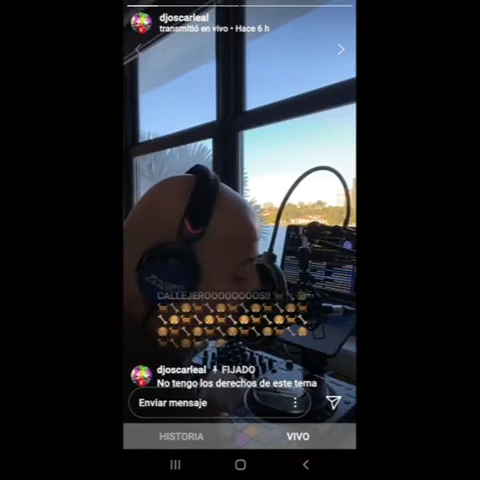 djoscarleal
transmitió en vivo • Hace 6 h
CALLEJEROOOOOOOOS!!
djoscarleal FIJADO
No tengo los derechos de este tema
Enviar mensaje
HISTORIA
VIVO